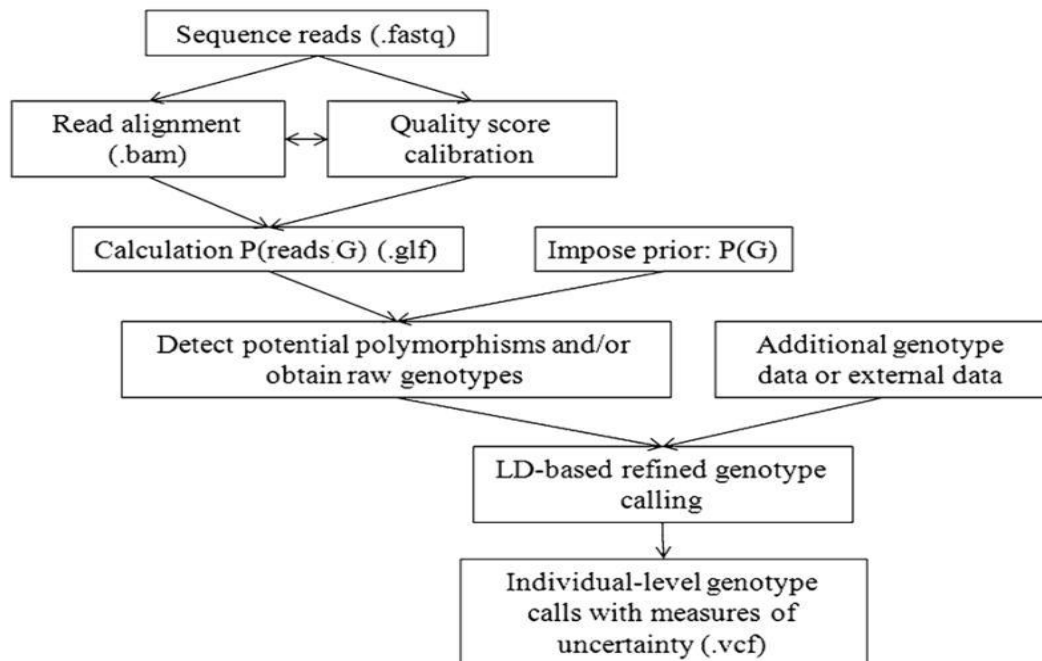 Sequence reads (.fastq)
Read alignment
(.bam)
Quality score
calibration
Calculation P(reads G) (.glf)
Impose prior: P(G)
Detect potential polymorphisms and/or
obtain raw genotypes
Additional genotype
data or external data
LD-based refined genotype
calling
Individual-level genotype
calls with measures of
uncertainty (.vcf)